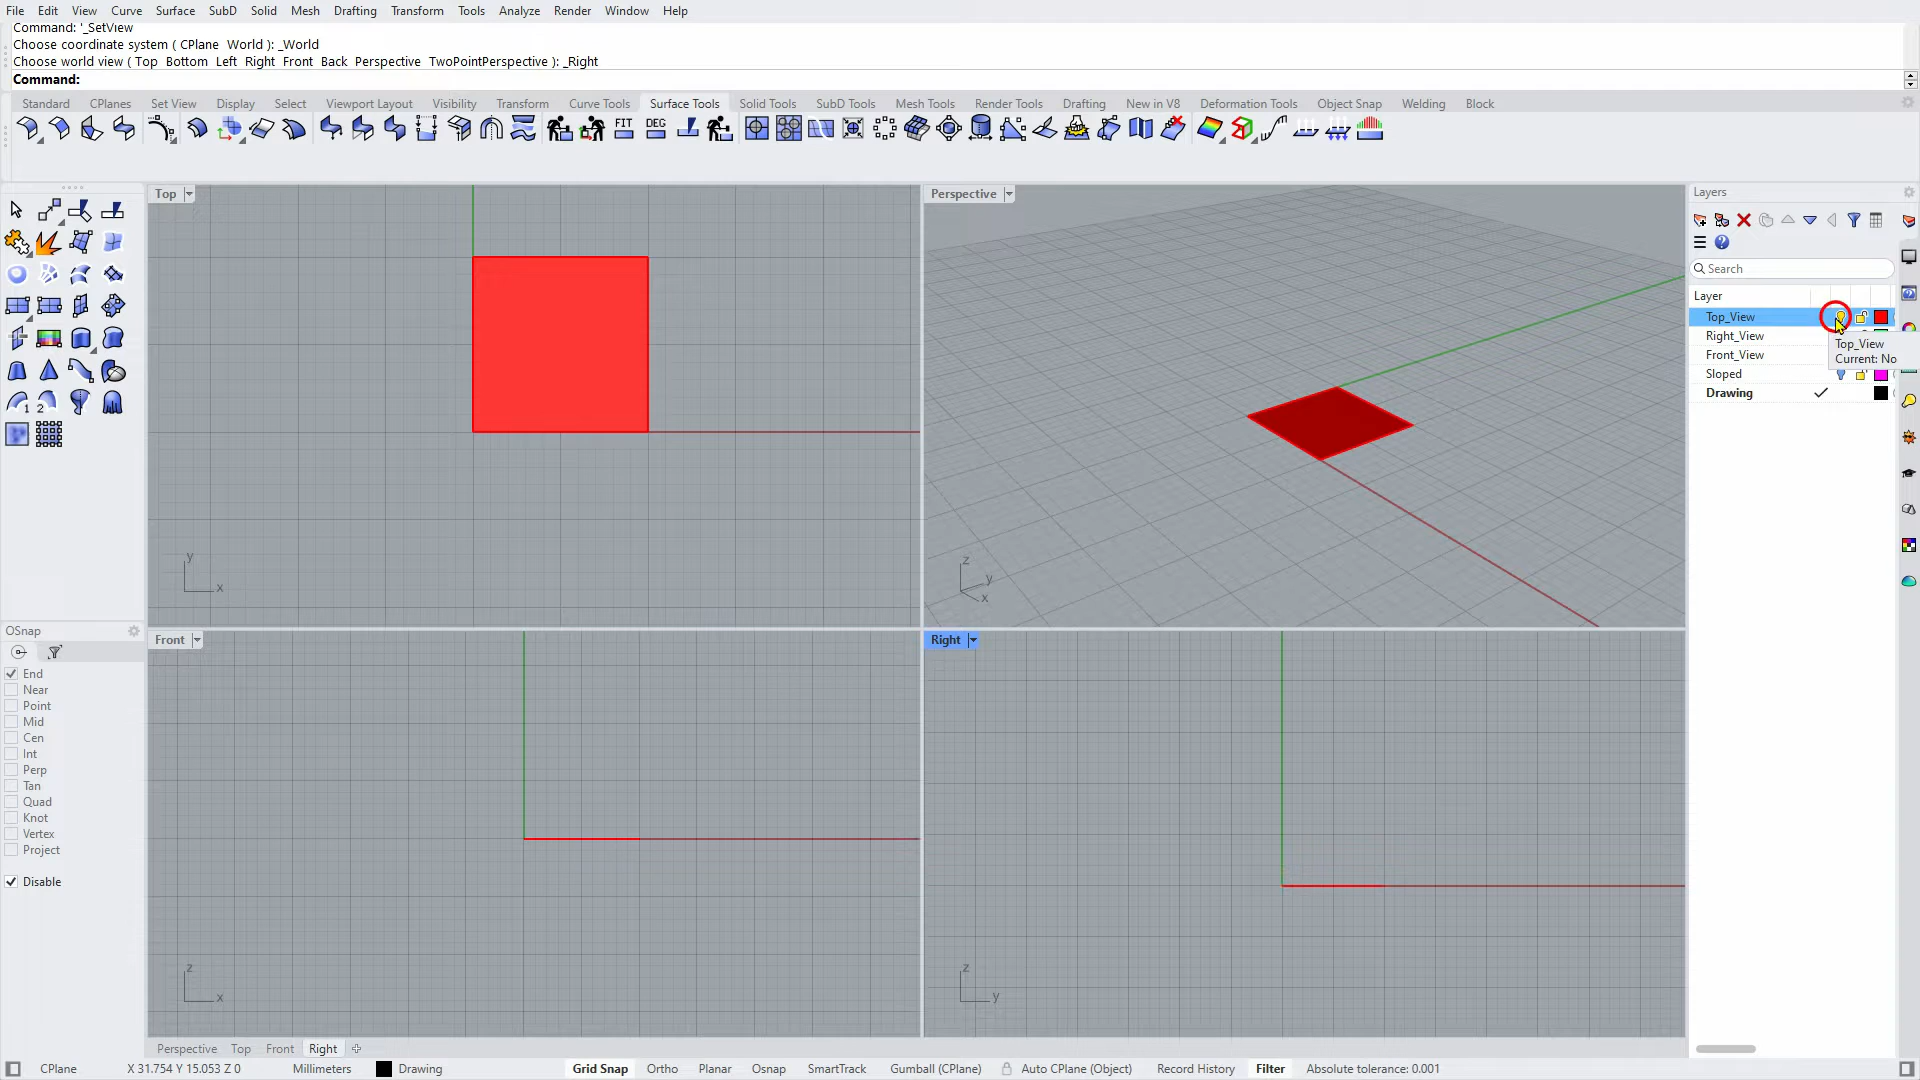 File Edit View Curve Surface SubD Solid Mesh Drafting Transform Tools Analyze Render Window Help
Command: '_SetView
Choose coordinate system ( CPlane World ): _World
Choose world view ( Top Bottom Left Right Front Back Perspective TwoPointPerspective ): _Right
Command:
Standard CPlanes Set View Display Select Viewport Layout Visibility Transform Curve Tools Surface Tools Solid Tools SubD Tools Mesh Tools Render Tools Drafting New in V8 Deformation Tools Object Snap Welding Block
FIT DEG
Top
Perspective
Layers
Search
Layer
Top_View
Right_View
Front_View
Sloped
Drawing
Top_View
Current: No
1 2
y
x
z
y
x
OSnap
End
Near
Point
Mid
Cen
Int
Perp
Tan
Quad
Knot
Vertex
Project
Disable
Front
Right
z
x
z
y
Perspective Top Front Right
CPlane X 31.754 Y 15.053 Z 0 Millimeters Drawing Grid Snap Ortho Planar Osnap SmartTrack Gumball (CPlane) Auto CPlane (Object) Record History Filter Absolute tolerance: 0.001